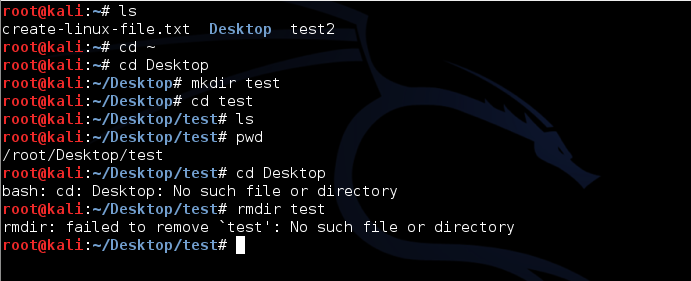 root@kali:~# ls
create-linux-file.txt  Desktop  test2
root@kali:~# cd ~
root@kali:~# cd Desktop
root@kali:~/Desktop# mkdir test
root@kali:~/Desktop# cd test
root@kali:~/Desktop/test# ls
root@kali:~/Desktop/test# pwd
/root/Desktop/test
root@kali:~/Desktop/test# cd Desktop
bash: cd: Desktop: No such file or directory
root@kali:~/Desktop/test# rmdir test
rmdir: failed to remove `test': No such file or directory
root@kali:~/Desktop/test#